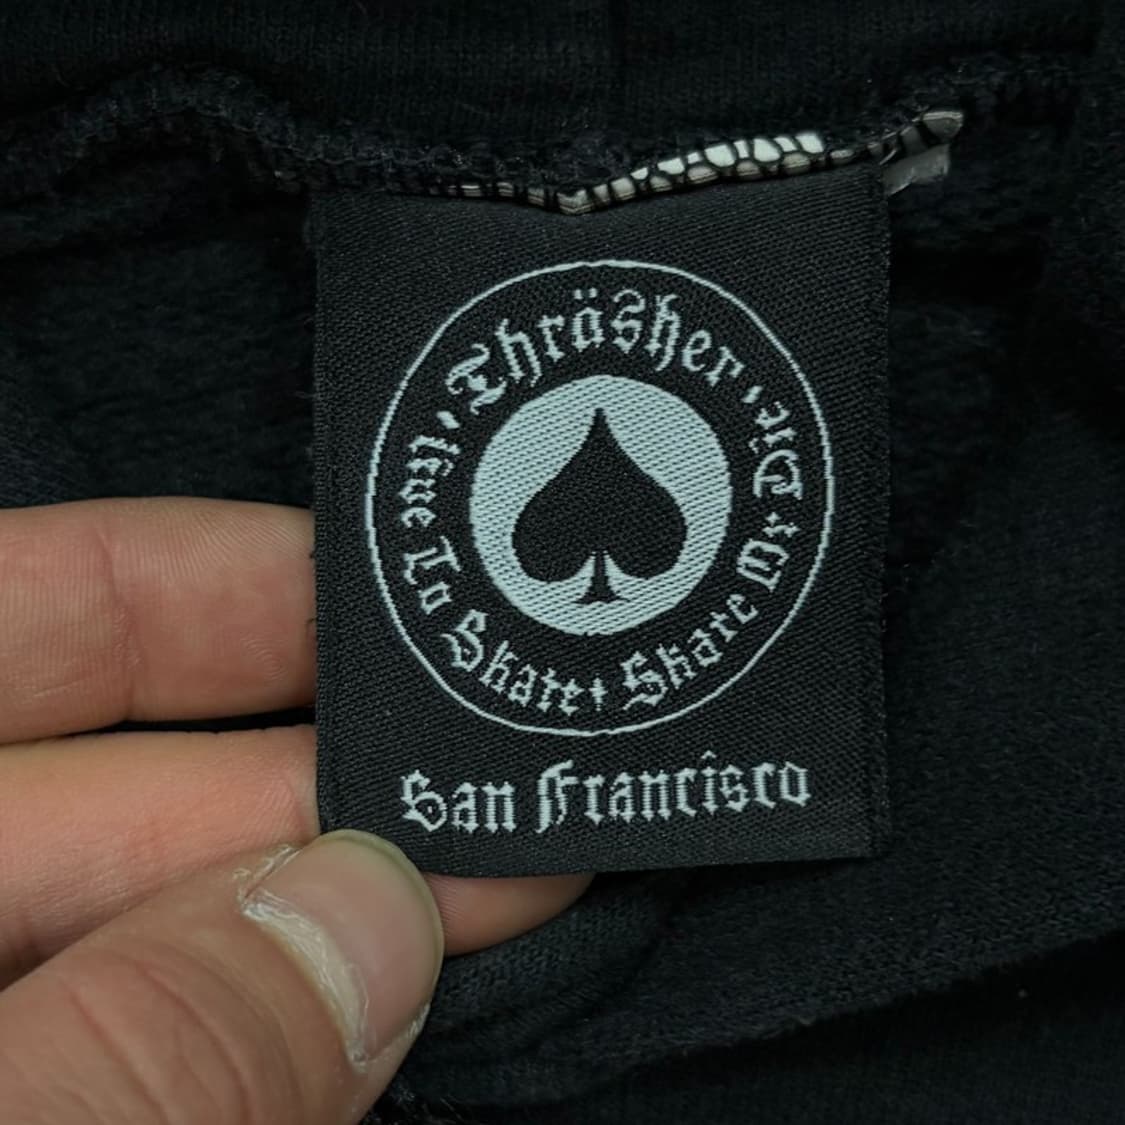 Thräsher
Live To Skate
Skate Or Die
San Francisco